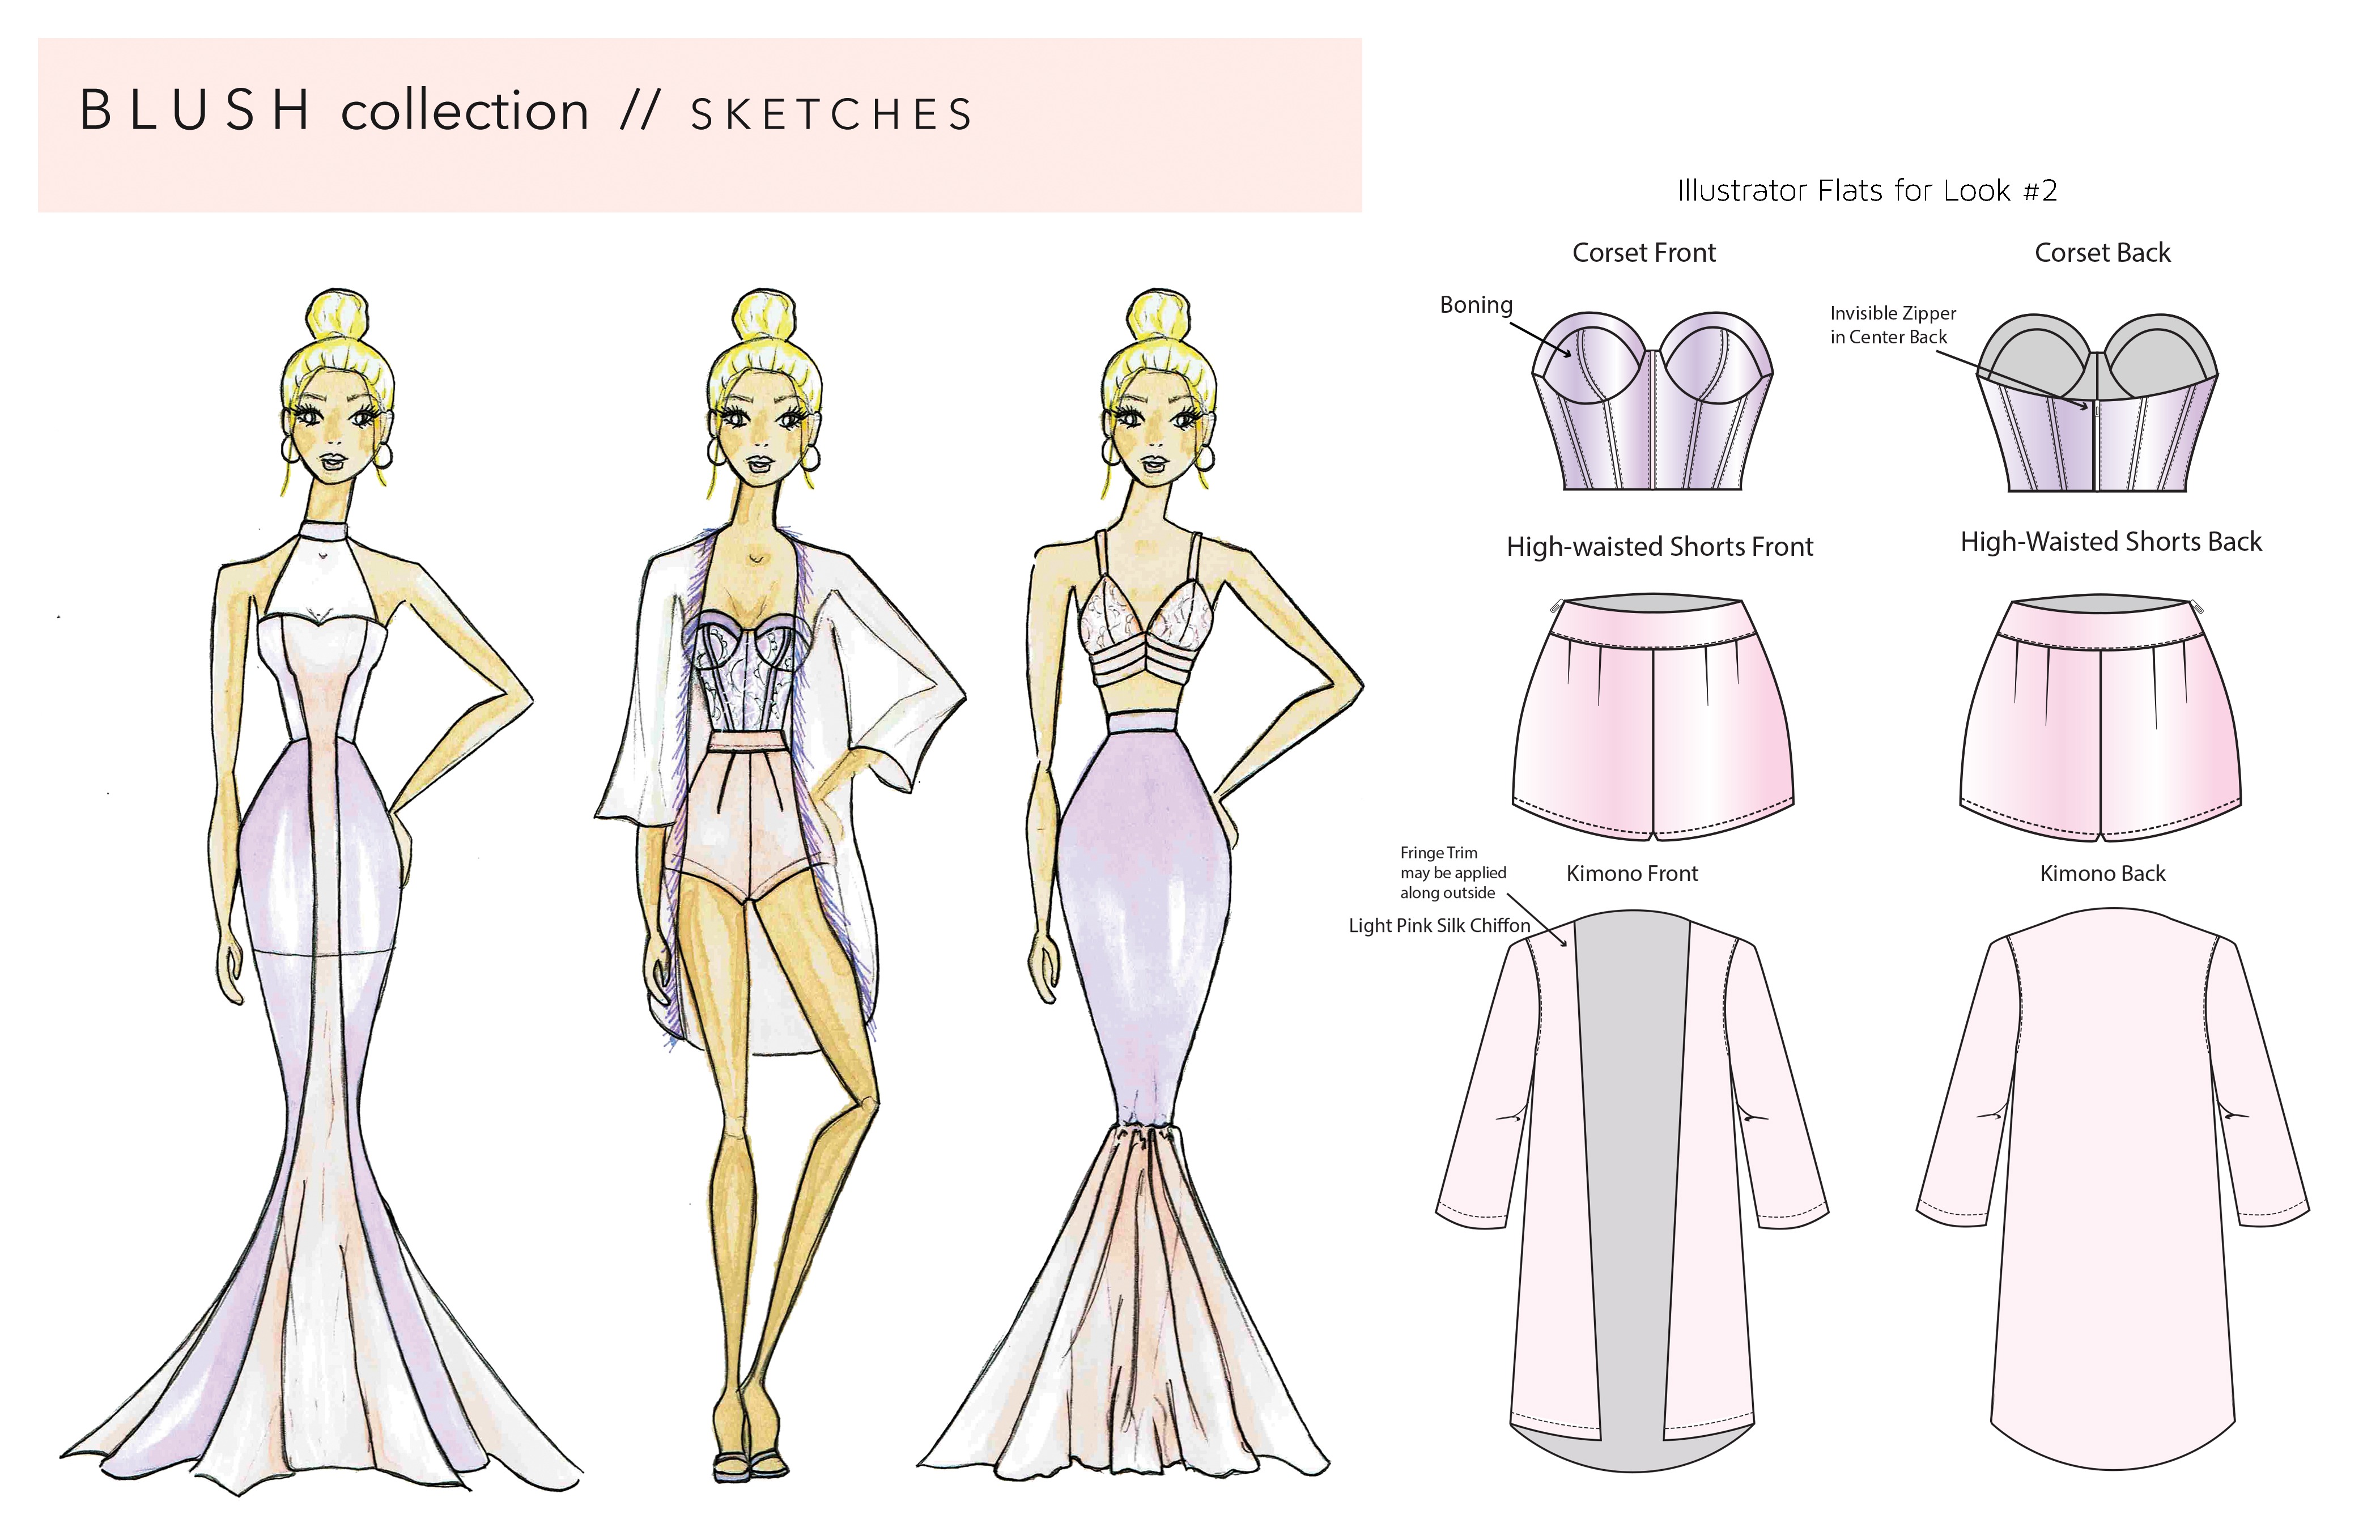 BLUSH collection // SKETCHES
Illustrator Flats for Look #2
Corset Front
Corset Back
Boning
Invisible Zipper
in Center Back
High-waisted Shorts Front
High-Waisted Shorts Back
Fringe Trim
may be applied
along outside
Kimono Front
Kimono Back
Light Pink Silk Chiffon